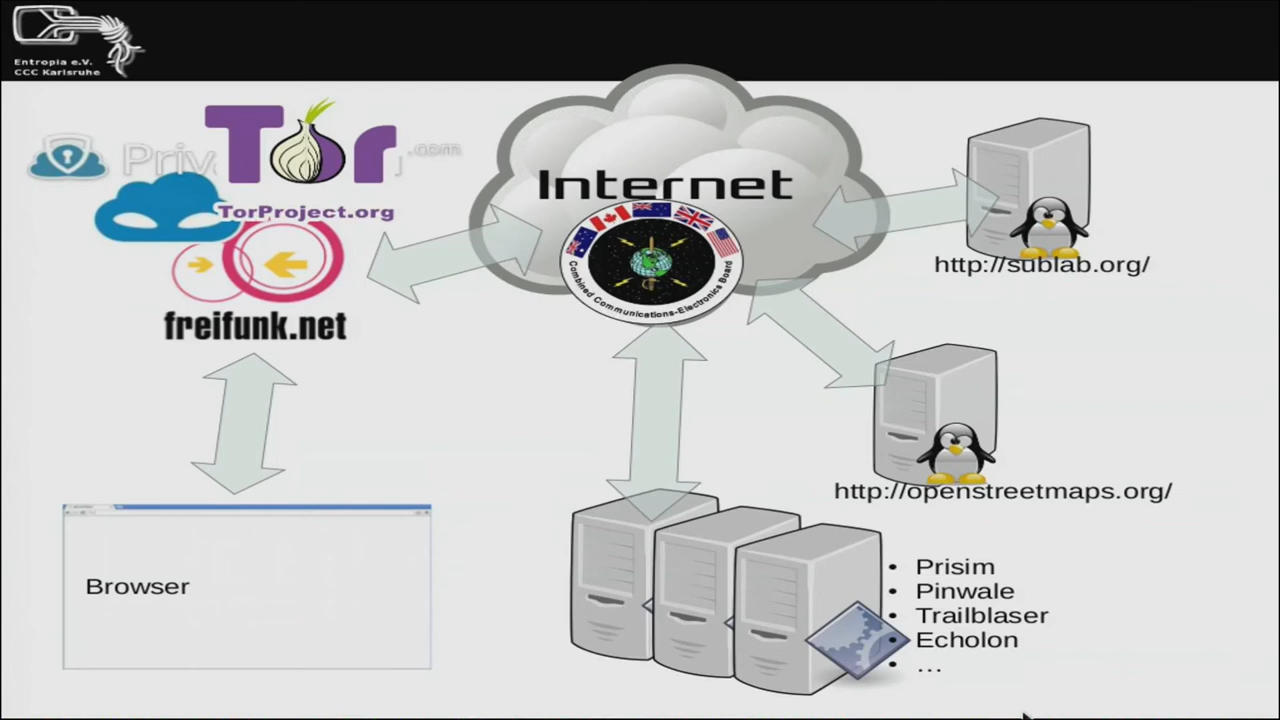 Entropia e.V.
CCC Karlsruhe
Tor
.com
TorProject.org
freifunk.net
Internet
Combined Communications-Electronics Board
http://sublab.org/
http://openstreetmaps.org/
Browser
• Prisim
• Pinwale
• Trailblaser
• Echolon
• ...